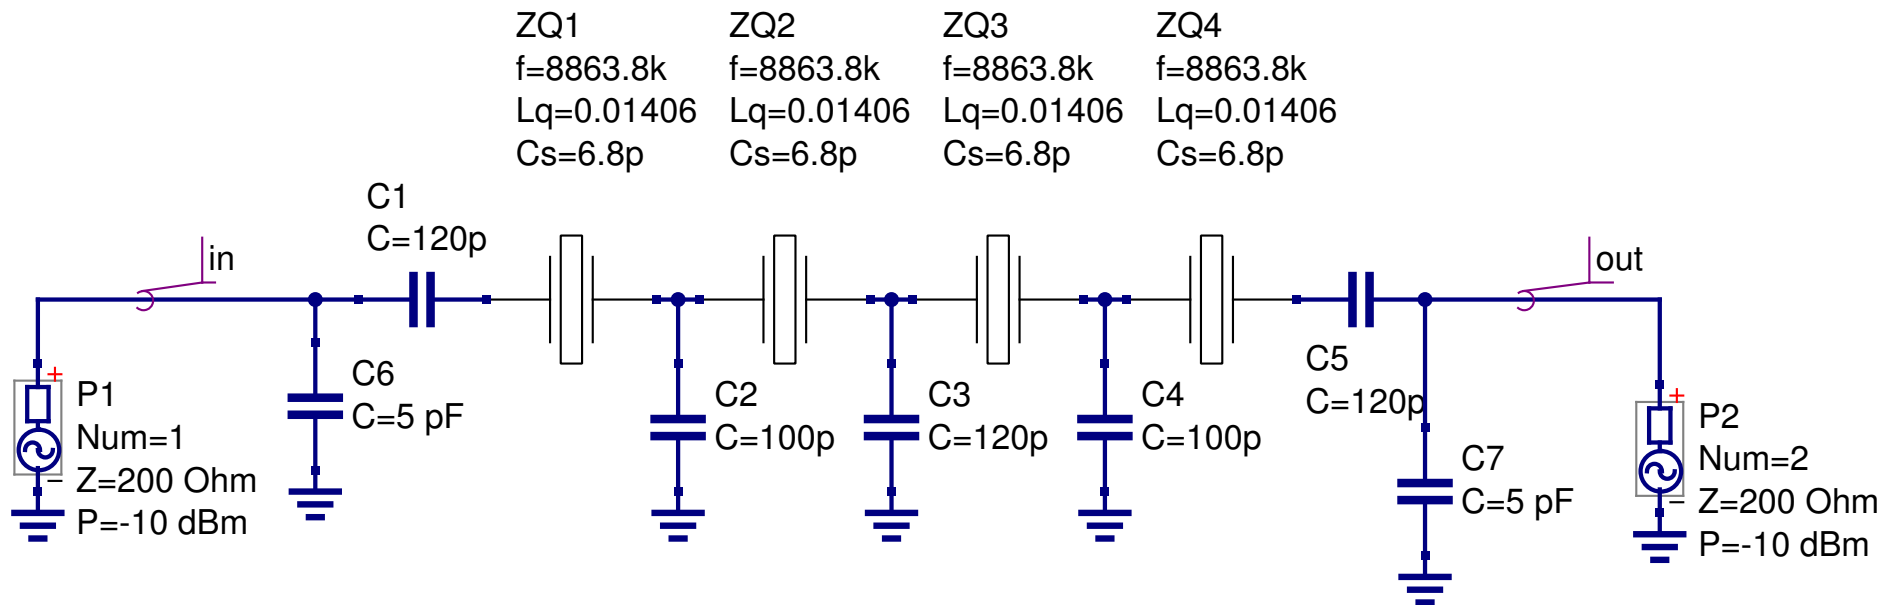 ZQ1
f=8863.8k
Lq=0.01406
Cs=6.8p
ZQ2
f=8863.8k
Lq=0.01406
Cs=6.8p
ZQ3
f=8863.8k
Lq=0.01406
Cs=6.8p
ZQ4
f=8863.8k
Lq=0.01406
Cs=6.8p
C1
C=120p
in
out
P1
Num=1
Z=200 Ohm
P=-10 dBm
C6
C=5 pF
C2
C=100p
C3
C=120p
C4
C=100p
C5
C=120p
C7
C=5 pF
P2
Num=2
Z=200 Ohm
P=-10 dBm